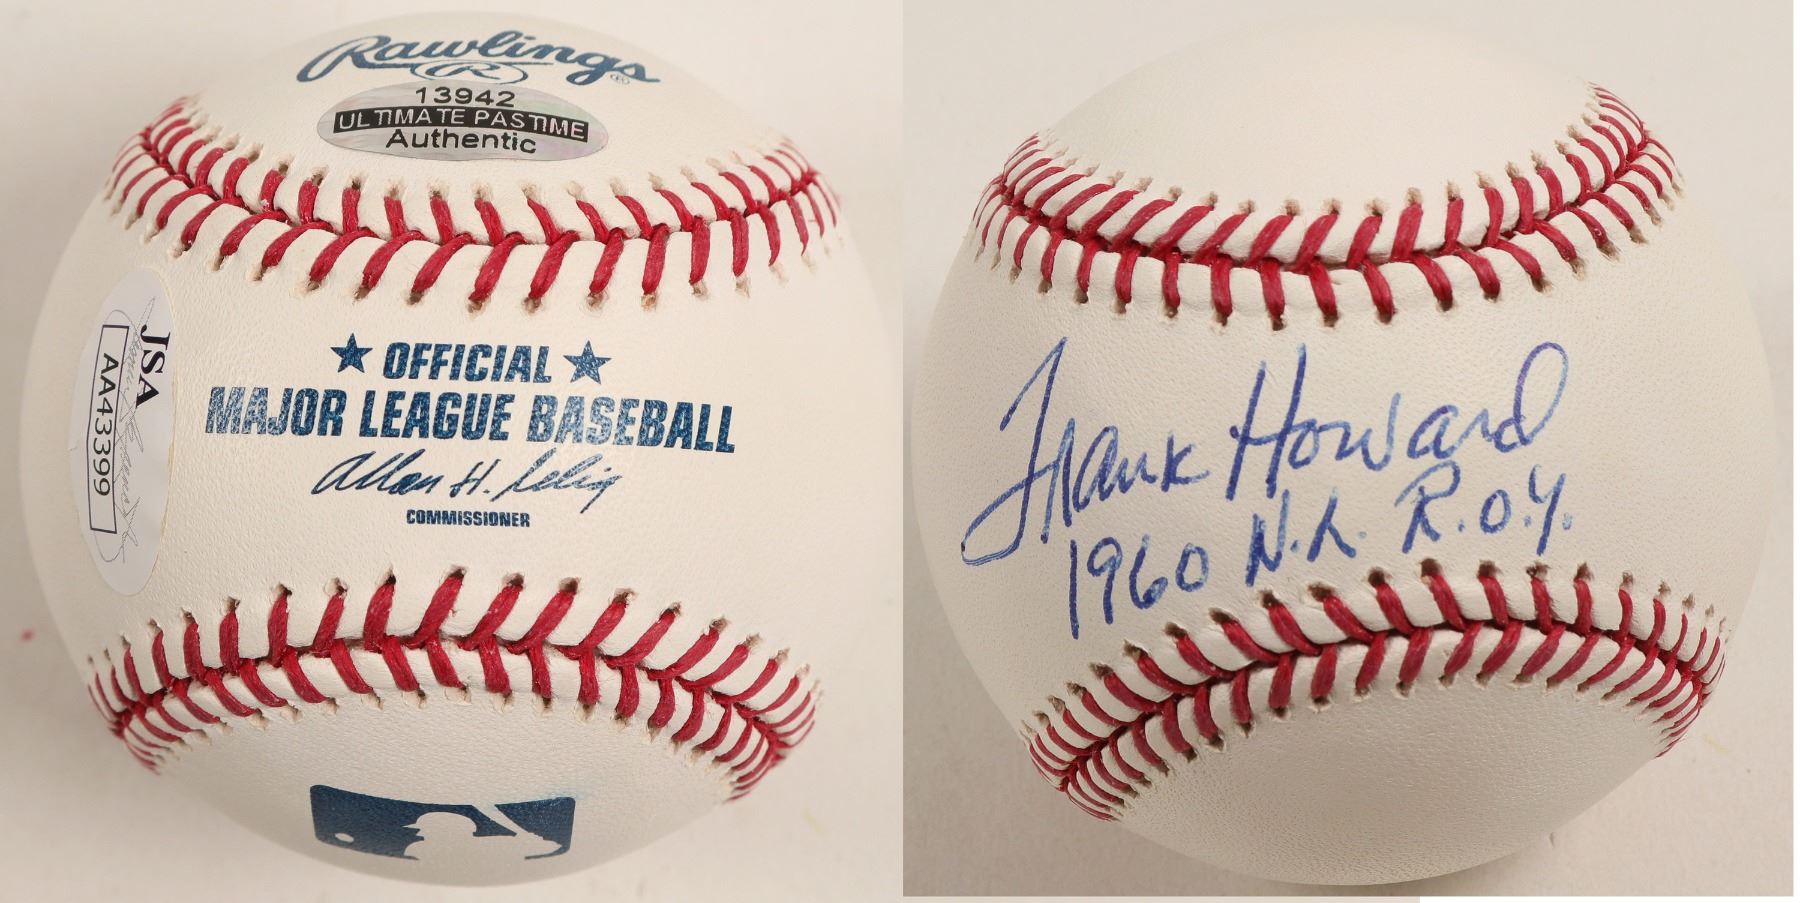 Rawlings
R
13942
ULTIMATE PASTIME
Authentic
JSA
AA43399
OFFICIAL
MAJOR LEAGUE BASEBALL
Allan H. Selig
COMMISSIONER
Frank Howard
1960 N.L. R.O.Y.